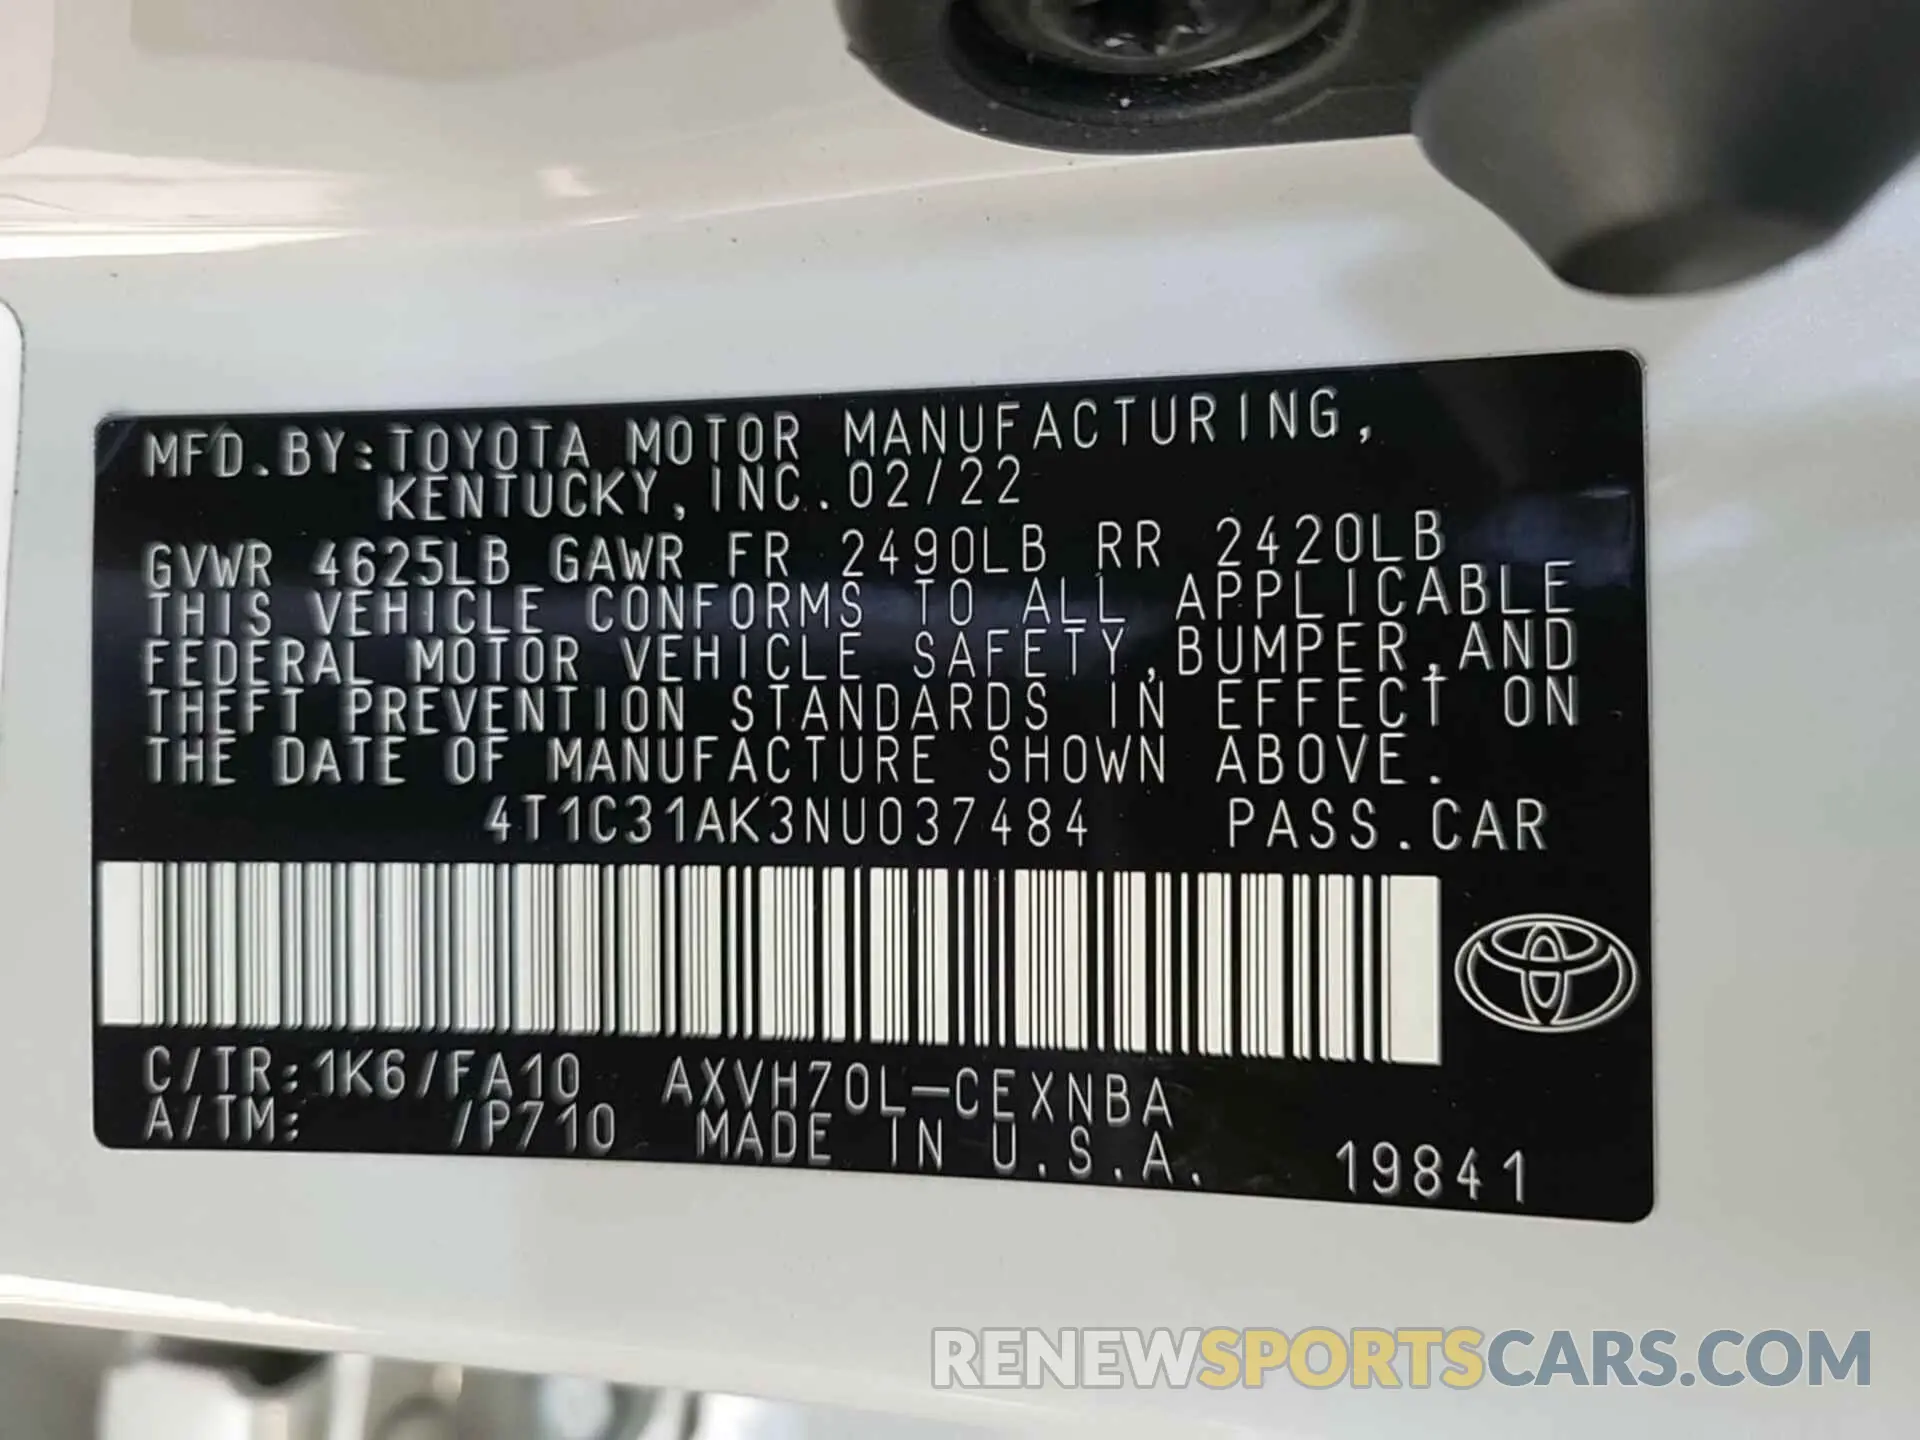 MFD.BY:TOYOTA MOTOR MANUFACTURING,
KENTUCKY, INC.02/22
GVWR 4625LB GAWR FR 2490LB RR 2420LB
THIS VEHICLE CONFORMS TO ALL APPLICABLE
FEDERAL MOTOR VEHICLE SAFETY,BUMPER,AND
THEFT PREVENTION STANDARDS IN EFFECT ON
THE DATE OF MANUFACTURE SHOWN ABOVE.
4T1C31AK3NU037484 PASS.CAR
C/TR:1K6/FA10 AXVH70L-CEXNBA
A/TM: /P710 MADE IN U.S.A. 19841
RENEWSPORTSCARS.COM